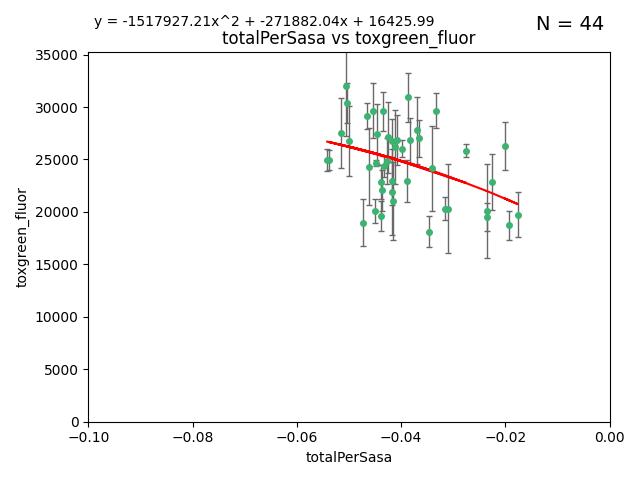 y = -1517927.21x^2 + -271882.04x + 16425.99
N = 44
totalPerSasa vs toxgreen_fluor
35000
30000
25000
20000
15000
10000
5000
0
toxgreen_fluor
−0.10
−0.08
−0.06
−0.04
−0.02
0.00
totalPerSasa